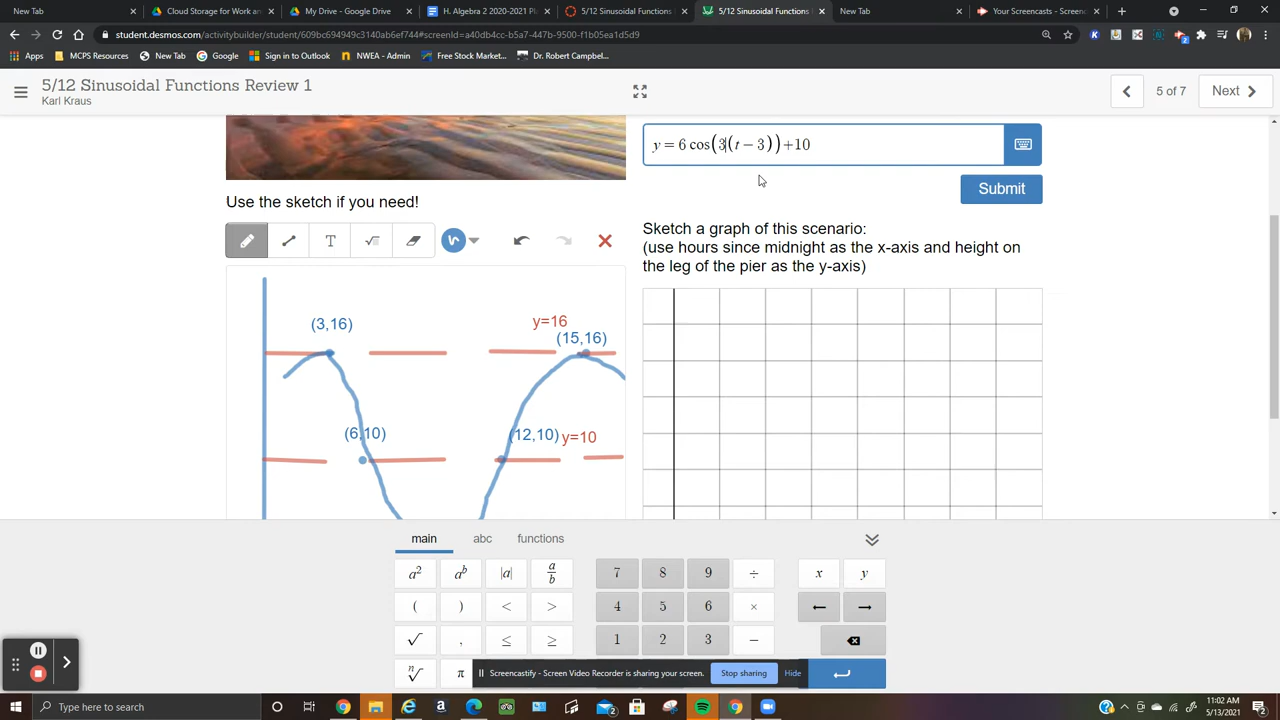 New Tab
Cloud Storage for Work an
My Drive - Google Drive
H. Algebra 2 2020-2021 Pl
5/12 Sinusoidal Functions
5/12 Sinusoidal Functions
New Tab
Your Screencasts - Screenc
student.desmos.com/activitybuilder/student/609bc694949c3140ab6ef744#screenId=a40db4cc-b5a7-447b-9500-f1b05ea1d5d9
Apps
MCPS Resources
New Tab
Google
Sign in to Outlook
NWEA - Admin
Free Stock Market...
Dr. Robert Campbell...
5/12 Sinusoidal Functions Review 1
Karl Kraus
5 of 7
Next
y = 6 cos(3(t − 3))+10
Submit
Use the sketch if you need!
T
Sketch a graph of this scenario:
(use hours since midnight as the x-axis and height on
the leg of the pier as the y-axis)
(3,16)
y=16
(15,16)
(6,10)
(12,10)
y=10
main
abc
functions
a² aᵇ |a| a/b 7 8 9 ÷ x y
( ) < > 4 5 6 × ← →
√ , ≤ ≥ 1 2 3 −
ⁿ√ π
Screencastify - Screen Video Recorder is sharing your screen.
Stop sharing
Hide
Type here to search
11:02 AM
5/13/2021